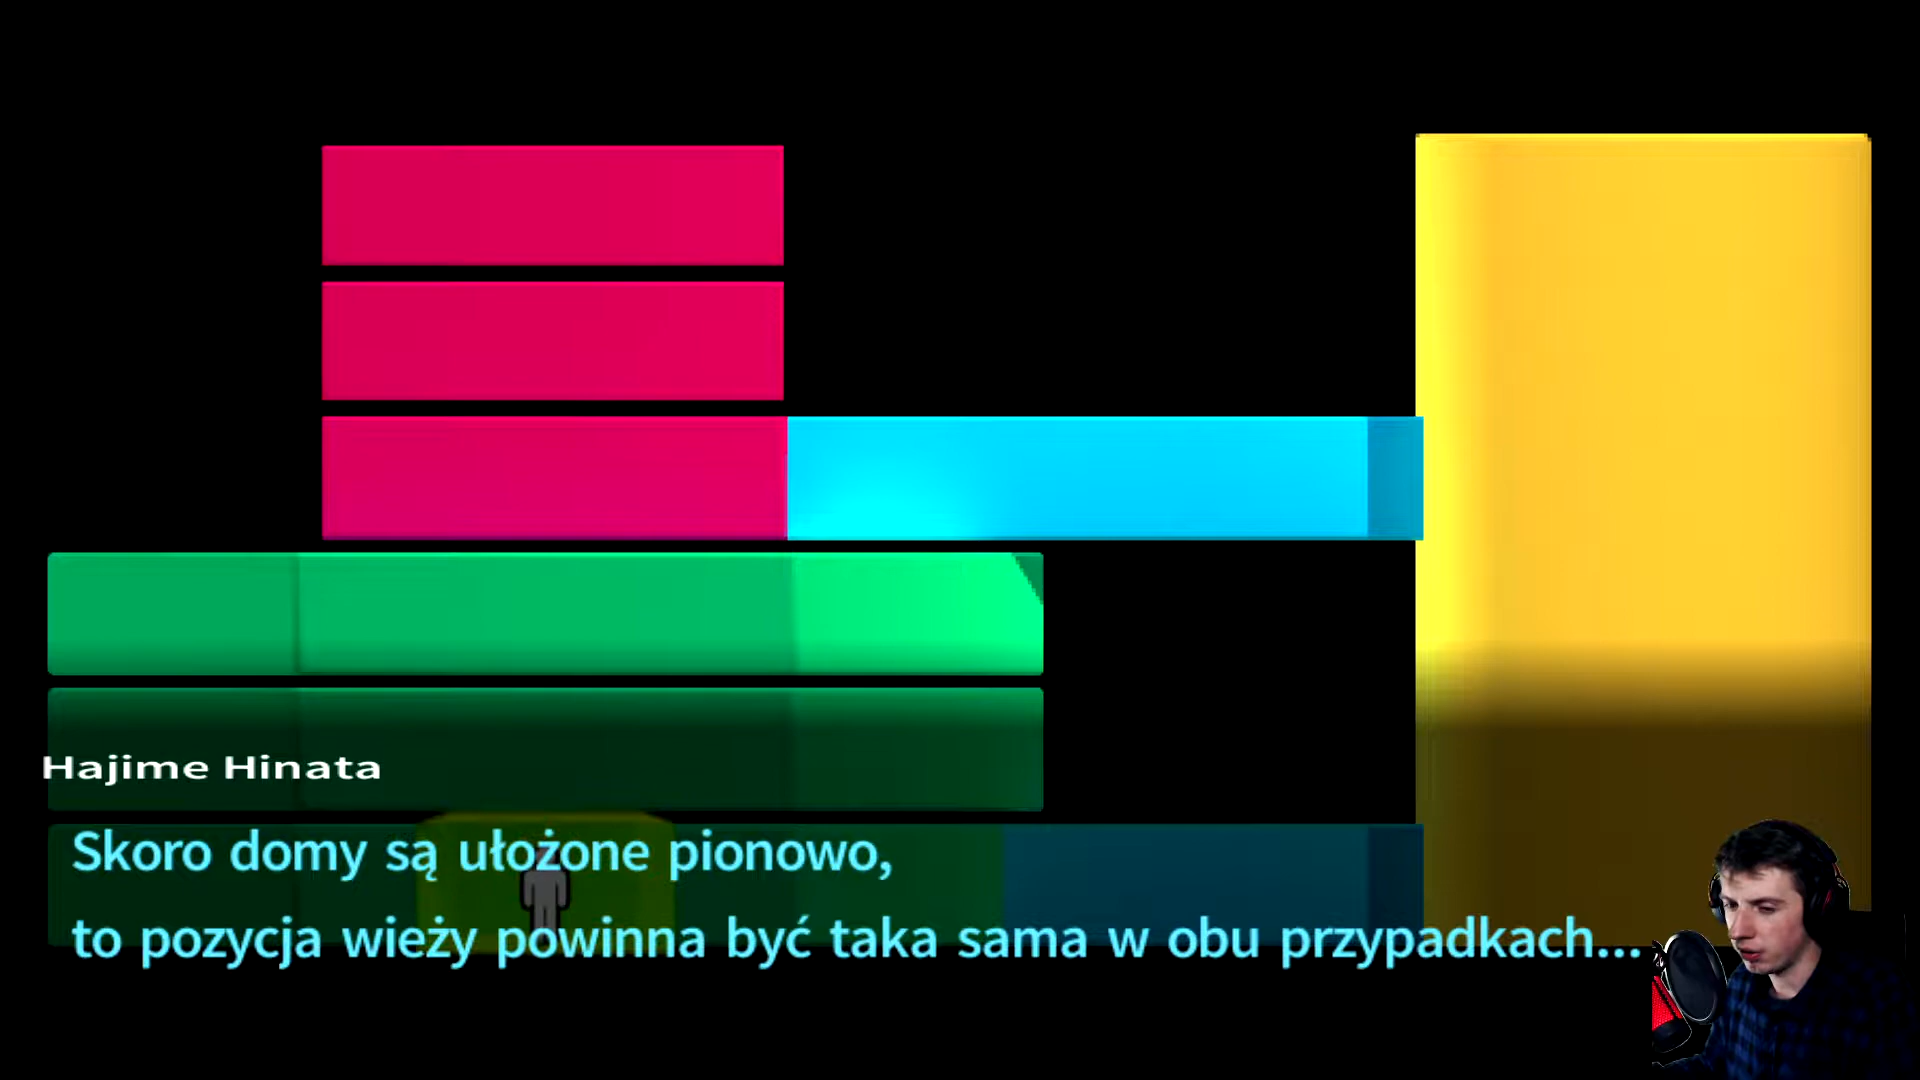 Hajime Hinata
Skoro domy są ułożone pionowo,
to pozycja wieży powinna być taka sama w obu przypadkach...